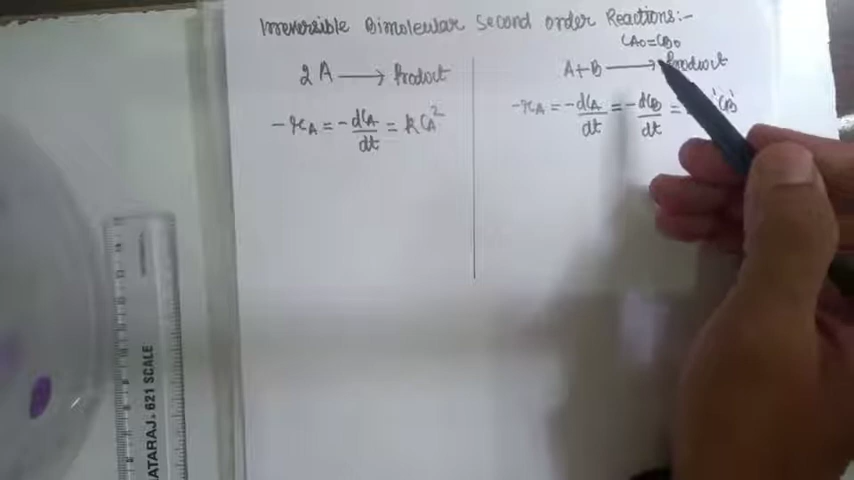 Irreversible Bimolecular Second order Reactions:-
2A ⟶ Product
-rA = -dCA/dt = kCA²
CA0=CB0
A+B ⟶ Product
-rA = -dCA/dt = -dCB/dt =
ATARAJ. 621 SCALE